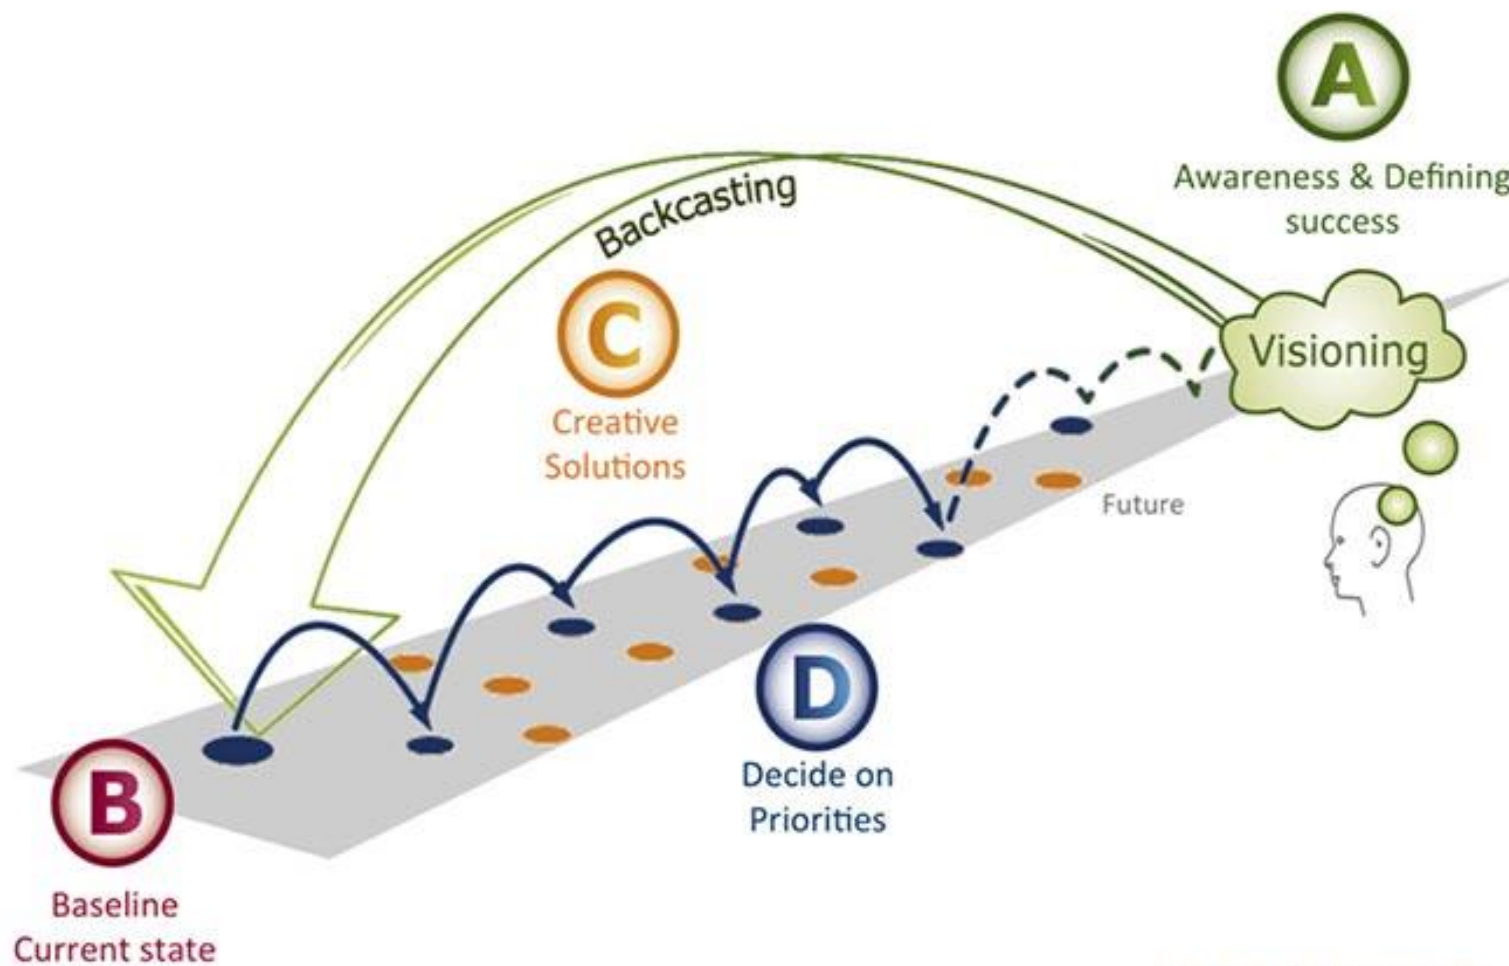 A
Awareness & Defining
success
Backcasting
C
Creative
Solutions
Visioning
Future
D
Decide on
Priorities
B
Baseline
Current state